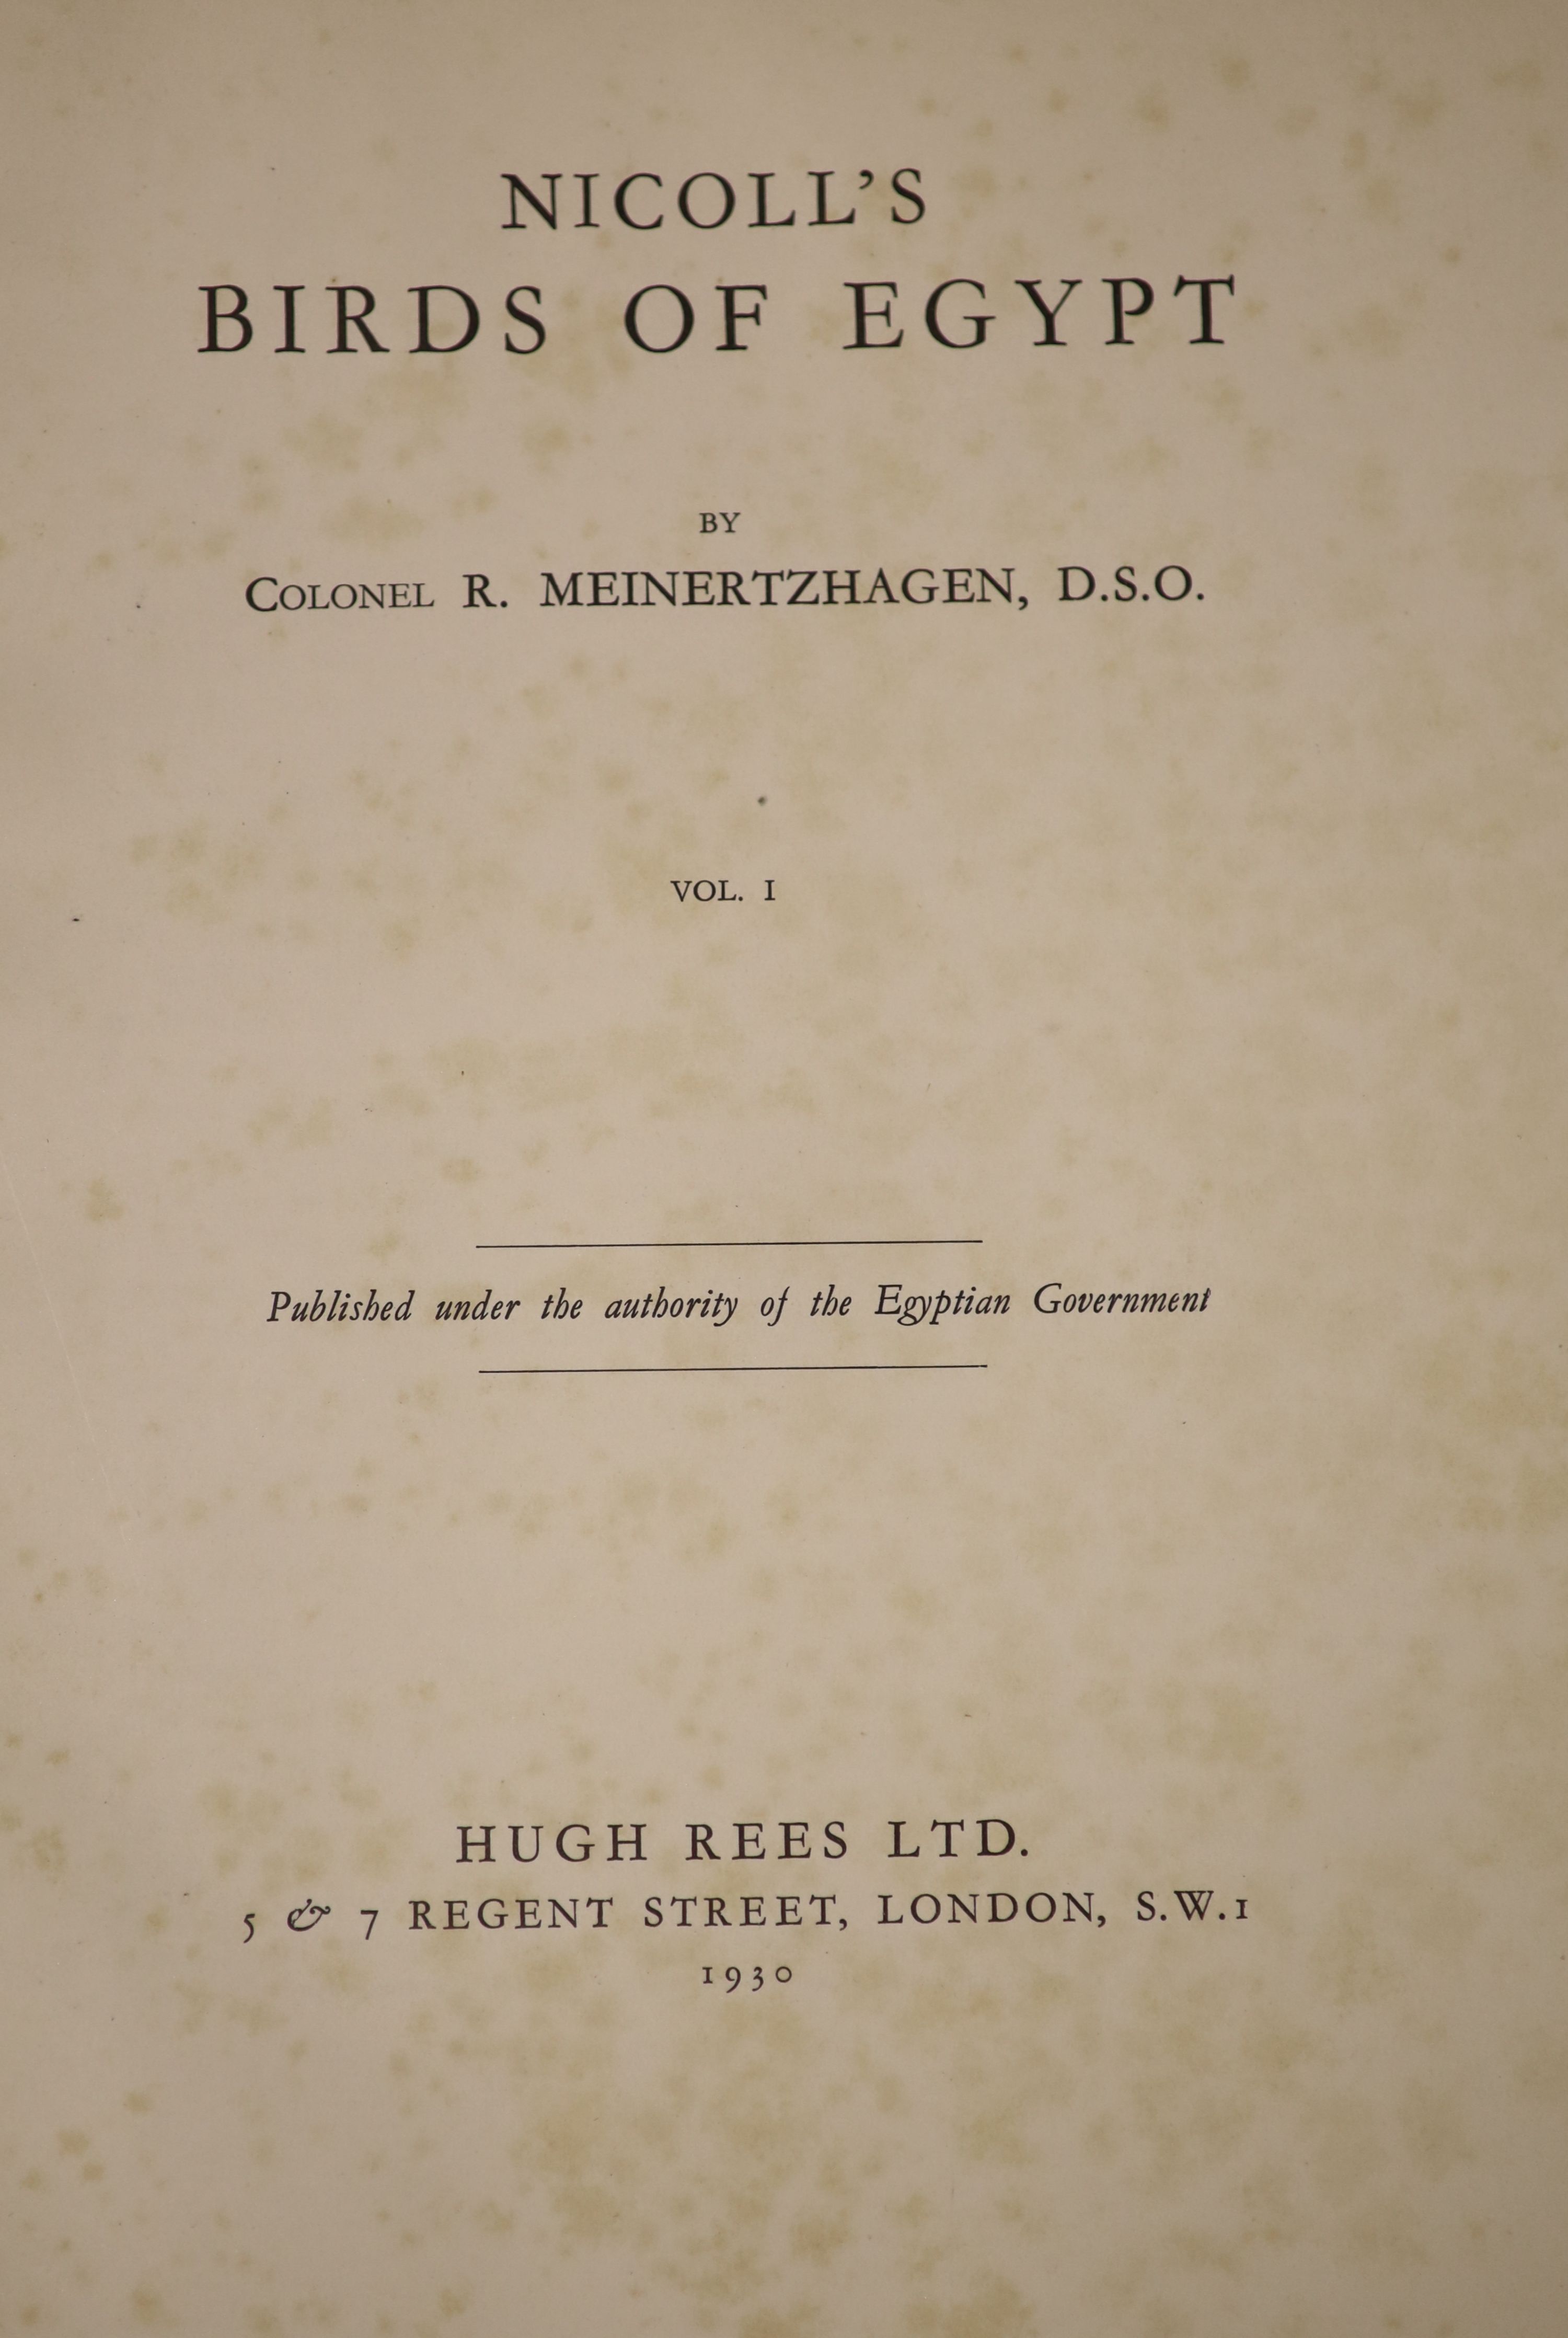 NICOLL'S
BIRDS OF EGYPT
BY
COLONEL R. MEINERTZHAGEN, D.S.O.
VOL. I
Published under the authority of the Egyptian Government
HUGH REES LTD.
5 & 7 REGENT STREET, LONDON, S.W.1
1930